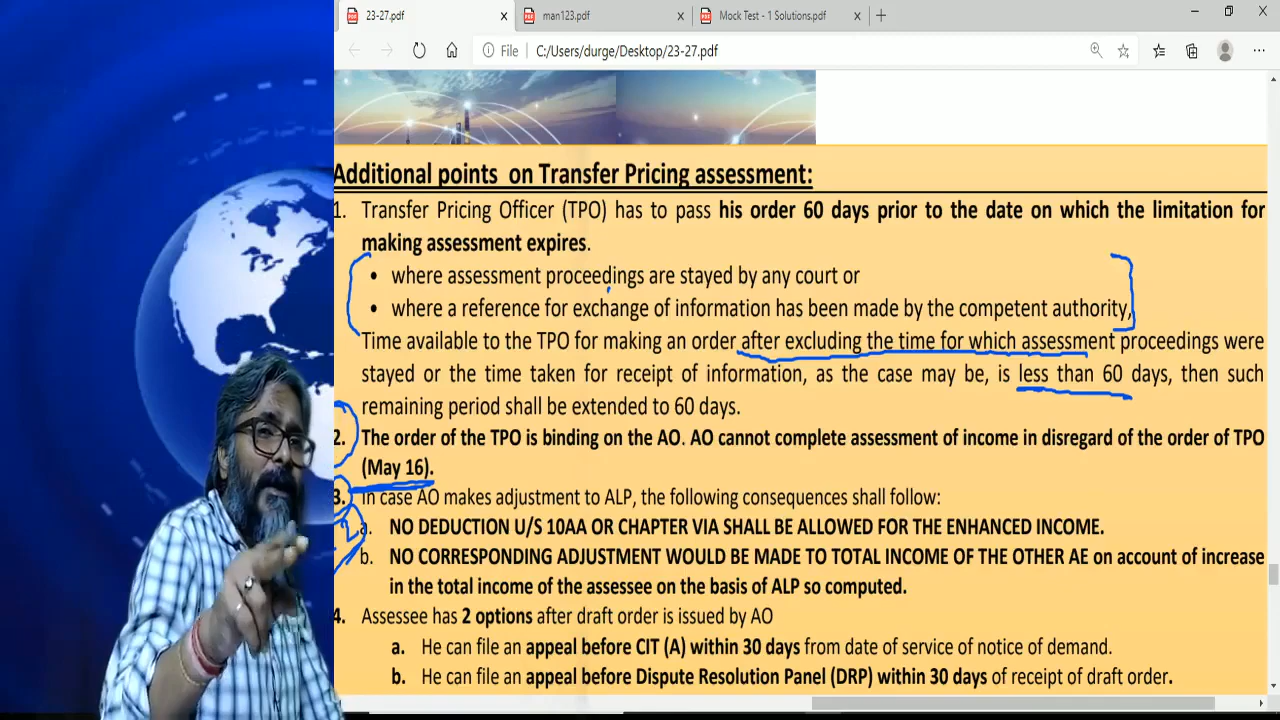 23-27.pdf
man123.pdf
Mock Test - 1 Solutions.pdf
File C:/Users/durge/Desktop/23-27.pdf
Additional points on Transfer Pricing assessment:
1. Transfer Pricing Officer (TPO) has to pass his order 60 days prior to the date on which the limitation for
making assessment expires.
• where assessment proceedings are stayed by any court or
• where a reference for exchange of information has been made by the competent authority,
Time available to the TPO for making an order after excluding the time for which assessment proceedings were
stayed or the time taken for receipt of information, as the case may be, is less than 60 days, then such
remaining period shall be extended to 60 days.
2. The order of the TPO is binding on the AO. AO cannot complete assessment of income in disregard of the order of TPO
(May 16).
3. In case AO makes adjustment to ALP, the following consequences shall follow:
a. NO DEDUCTION U/S 10AA OR CHAPTER VIA SHALL BE ALLOWED FOR THE ENHANCED INCOME.
b. NO CORRESPONDING ADJUSTMENT WOULD BE MADE TO TOTAL INCOME OF THE OTHER AE on account of increase
in the total income of the assessee on the basis of ALP so computed.
4. Assessee has 2 options after draft order is issued by AO
a. He can file an appeal before CIT (A) within 30 days from date of service of notice of demand.
b. He can file an appeal before Dispute Resolution Panel (DRP) within 30 days of receipt of draft order.